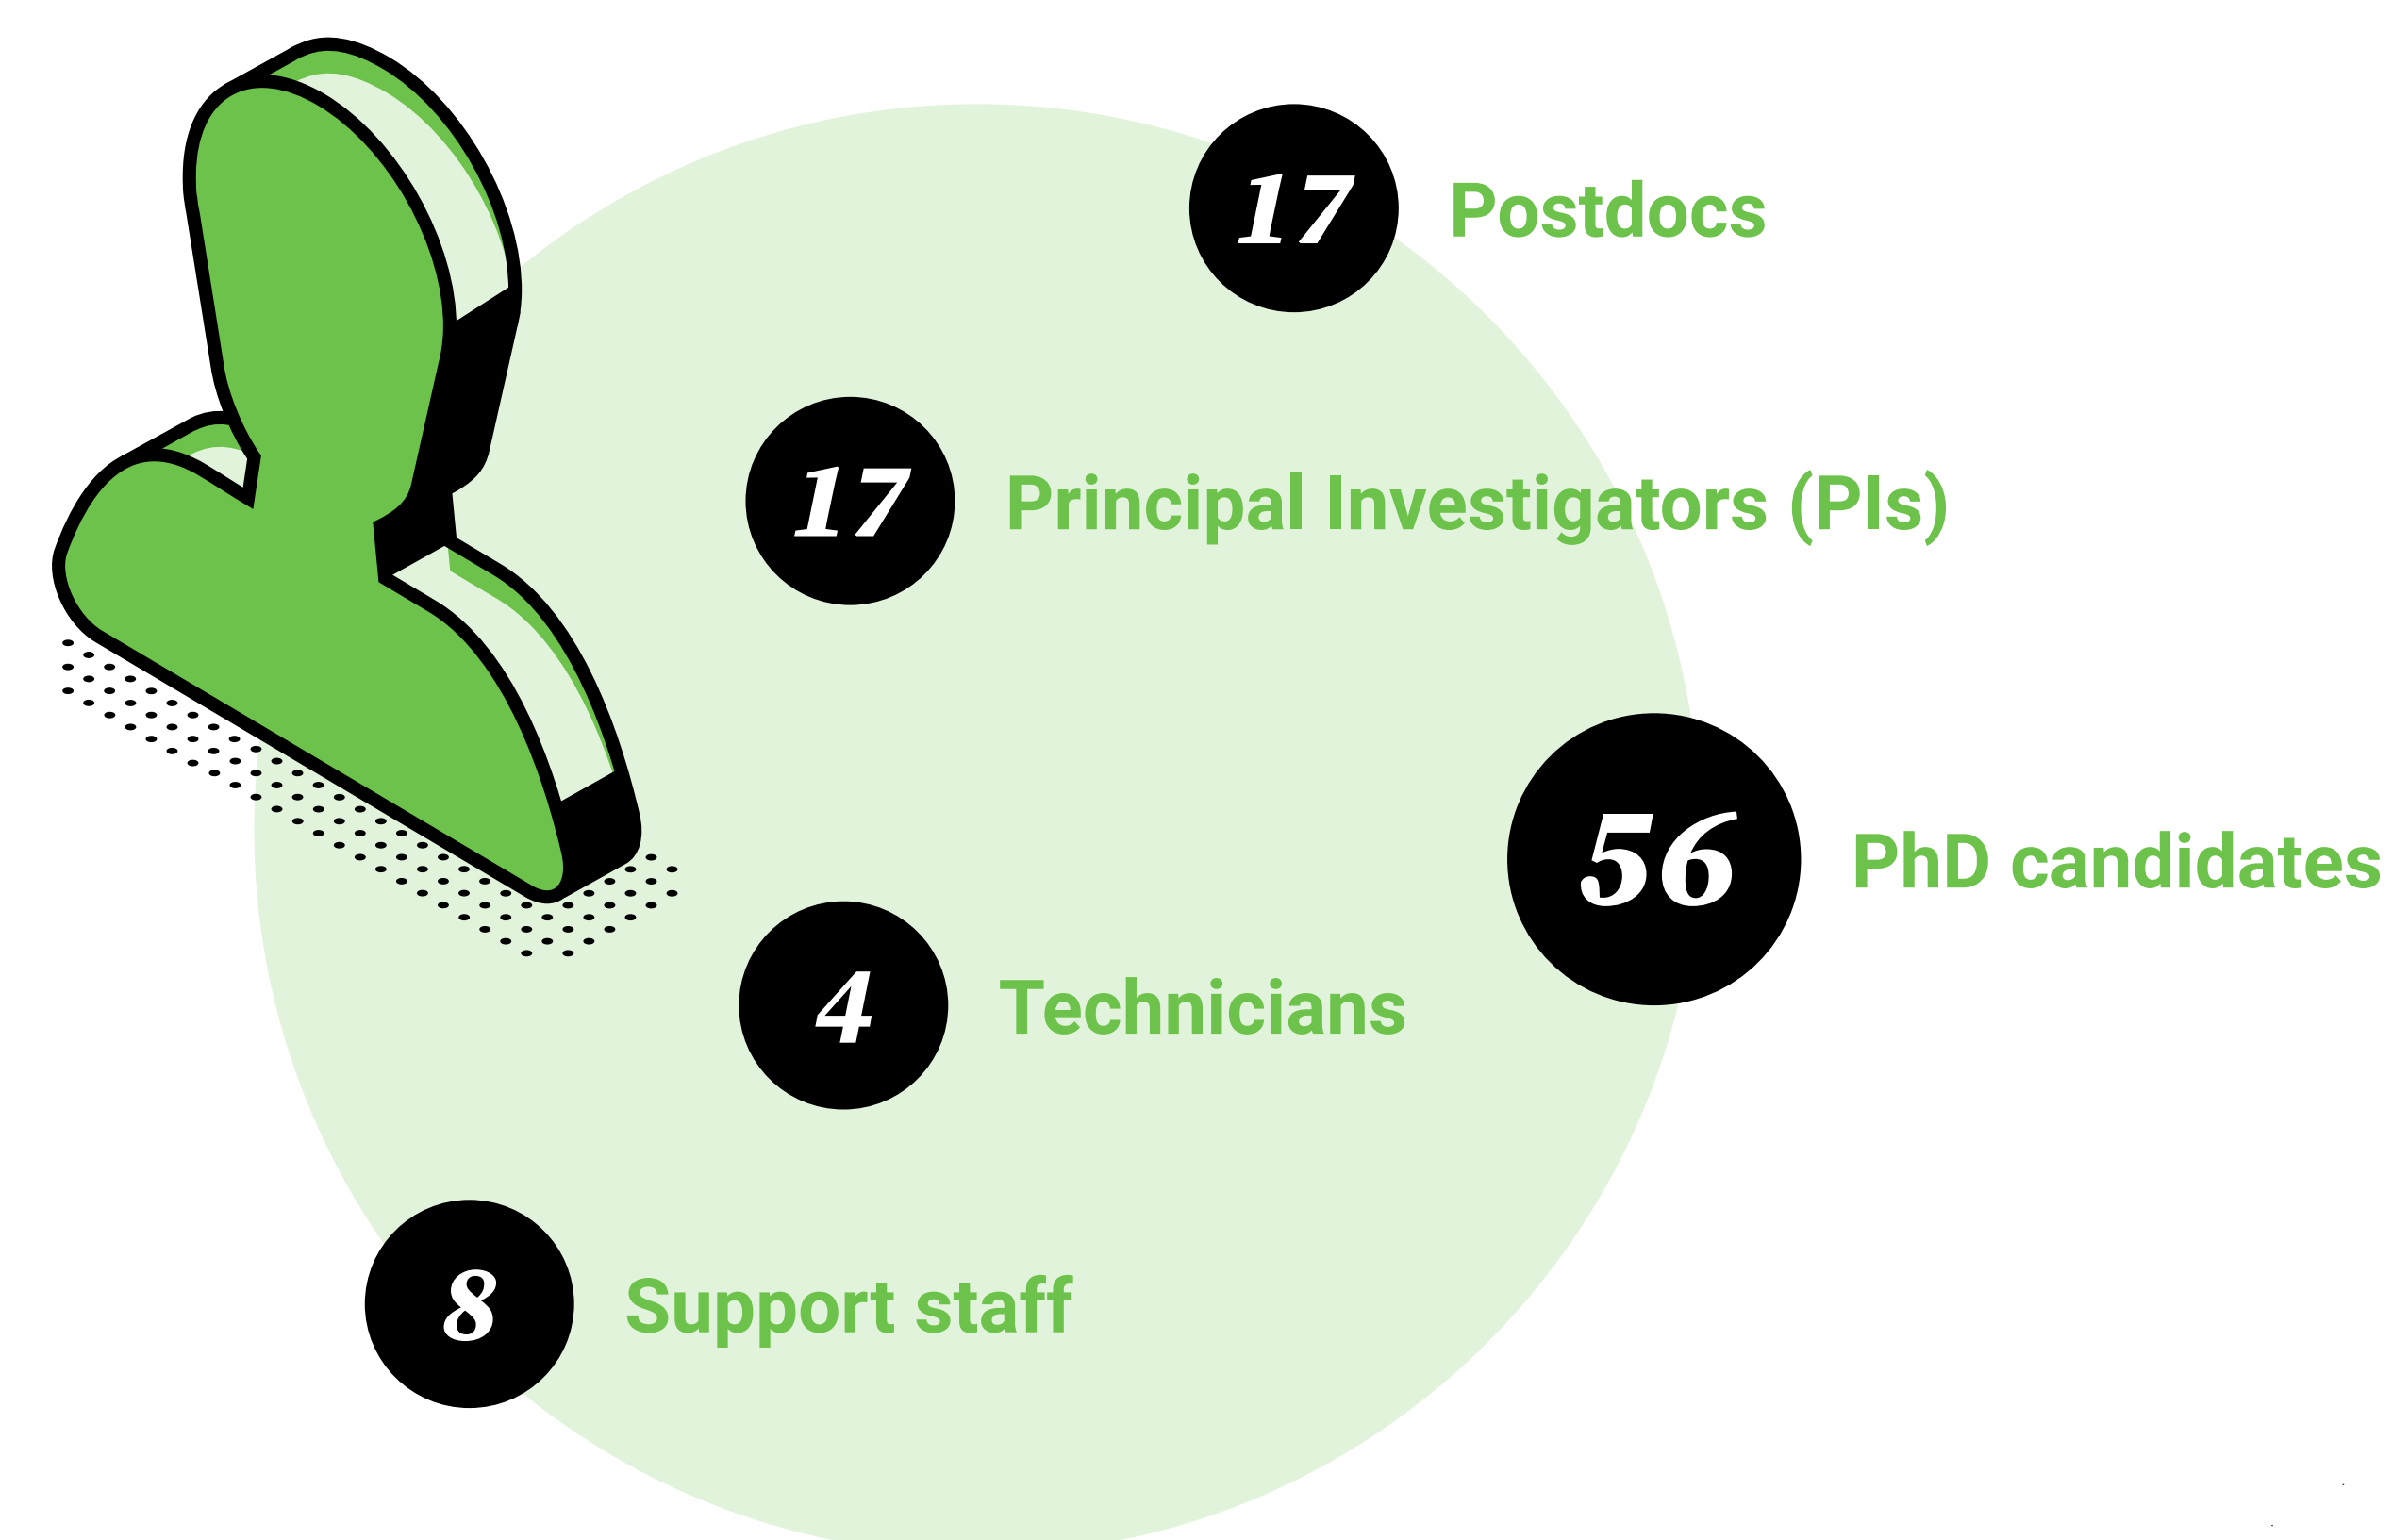 17 Postdocs
17 Principal Investigators (PIs)
56 PhD candidates
4 Technicians
8 Support staff